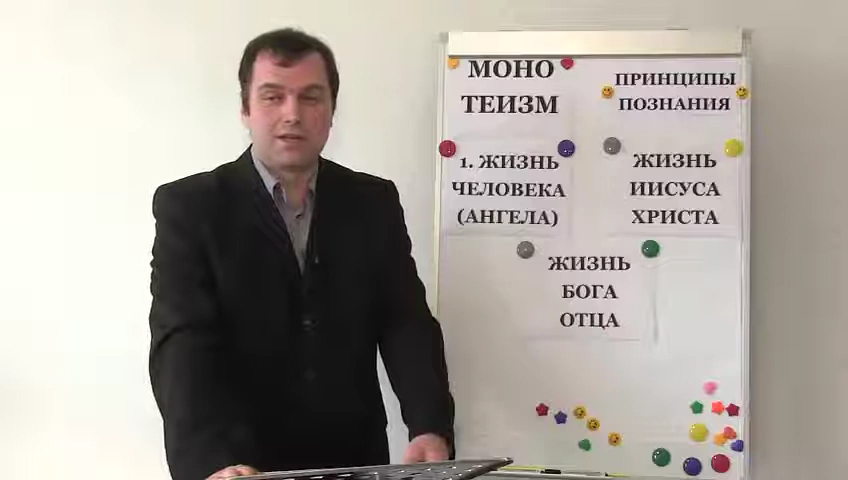 МОНО
ТЕИЗМ
ПРИНЦИПЫ
ПОЗНАНИЯ
1. ЖИЗНЬ
ЧЕЛОВЕКА
(АНГЕЛА)
ЖИЗНЬ
ИИСУСА
ХРИСТА
ЖИЗНЬ
БОГА
ОТЦА